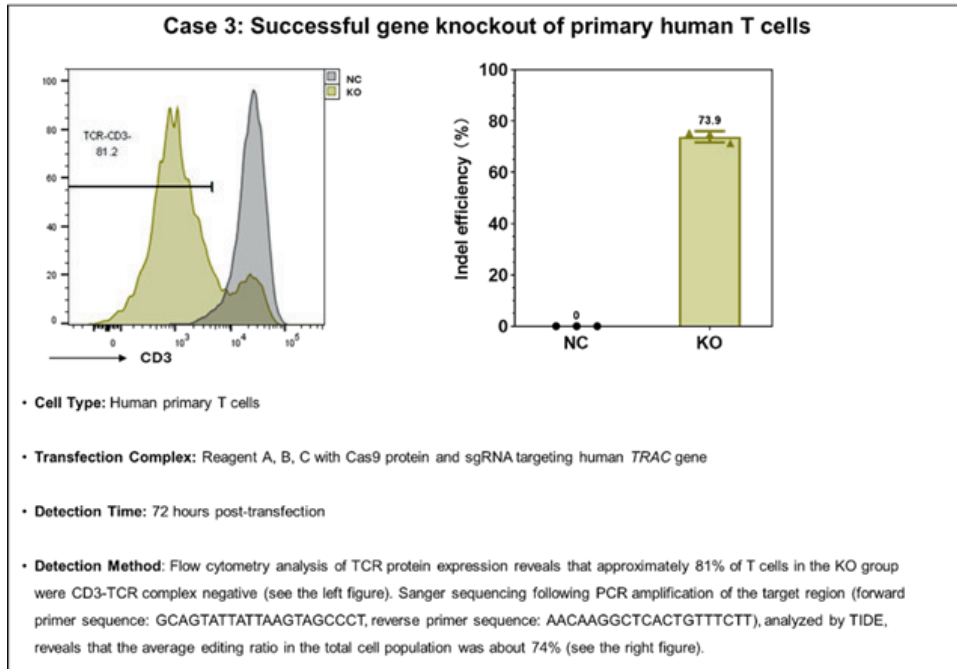 Case 3: Successful gene knockout of primary human T cells
NC
KO
TCR-CD3-
81.2
100
80
60
40
20
0
0
10³
10⁴
10⁵
CD3
Indel efficiency (%)
100
80
60
40
20
0
0
73.9
NC
KO
• Cell Type: Human primary T cells
• Transfection Complex: Reagent A, B, C with Cas9 protein and sgRNA targeting human TRAC gene
• Detection Time: 72 hours post-transfection
• Detection Method: Flow cytometry analysis of TCR protein expression reveals that approximately 81% of T cells in the KO group
were CD3-TCR complex negative (see the left figure). Sanger sequencing following PCR amplification of the target region (forward
primer sequence: GCAGTATTATTAAGTAGCCCT, reverse primer sequence: AACAAGGCTCACTGTTTCTT), analyzed by TIDE,
reveals that the average editing ratio in the total cell population was about 74% (see the right figure).